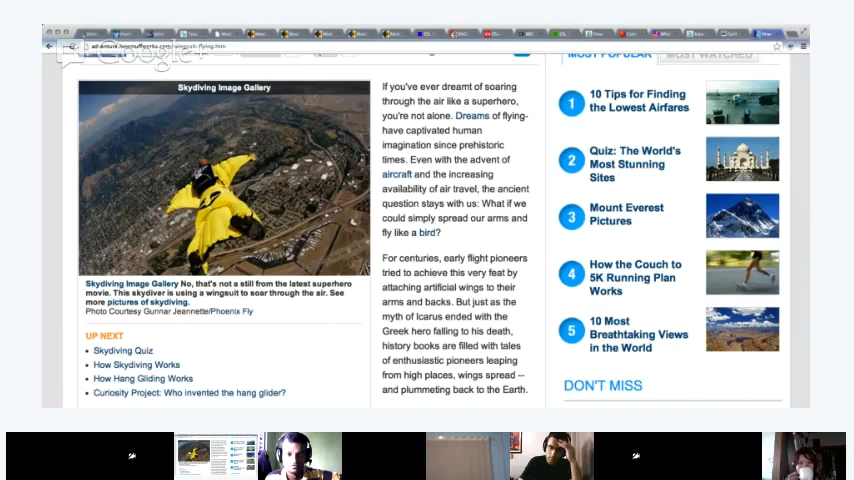 Google+
adventure.howstuffworks.com/wingsuit-flying.htm
MOST POPULAR
MOST WATCHED
Skydiving Image Gallery
Skydiving Image Gallery No, that's not a still from the latest superhero
movie. This skydiver is using a wingsuit to soar through the air. See
more pictures of skydiving.
Photo Courtesy Gunnar Jeannette/Phoenix Fly
UP NEXT
Skydiving Quiz
How Skydiving Works
How Hang Gliding Works
Curiosity Project: Who invented the hang glider?
If you've ever dreamt of soaring
through the air like a superhero,
you're not alone. Dreams of flying-
have captivated human
imagination since prehistoric
times. Even with the advent of
aircraft and the increasing
availability of air travel, the ancient
question stays with us: What if we
could simply spread our arms and
fly like a bird?
For centuries, early flight pioneers
tried to achieve this very feat by
attaching artificial wings to their
arms and backs. But just as the
myth of Icarus ended with the
Greek hero falling to his death,
history books are filled with tales
of enthusiastic pioneers leaping
from high places, wings spread --
and plummeting back to the Earth.
1 10 Tips for Finding
the Lowest Airfares
2 Quiz: The World's
Most Stunning
Sites
3 Mount Everest
Pictures
4 How the Couch to
5K Running Plan
Works
5 10 Most
Breathtaking Views
in the World
DON'T MISS